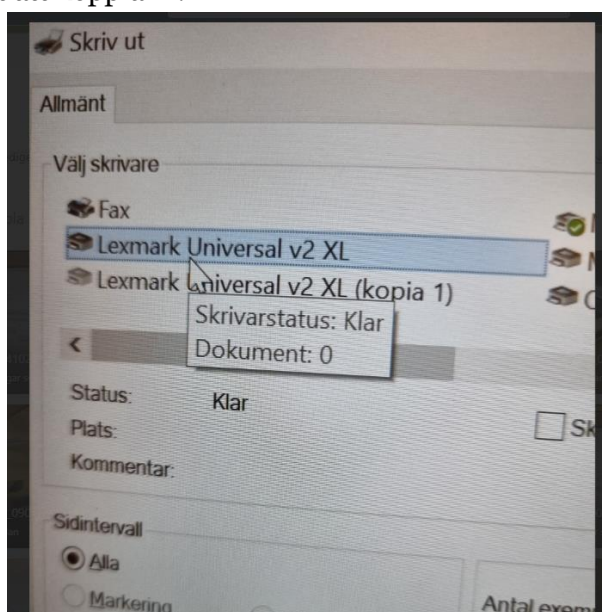 Skriv ut
Allmänt
Välj skrivare
Fax
Lexmark Universal v2 XL
Lexmark Universal v2 XL (kopia 1)
Skrivarstatus: Klar
Dokument: 0
Status: Klar
Plats:
Kommentar:
Sidintervall
Alla
Markering
Antal